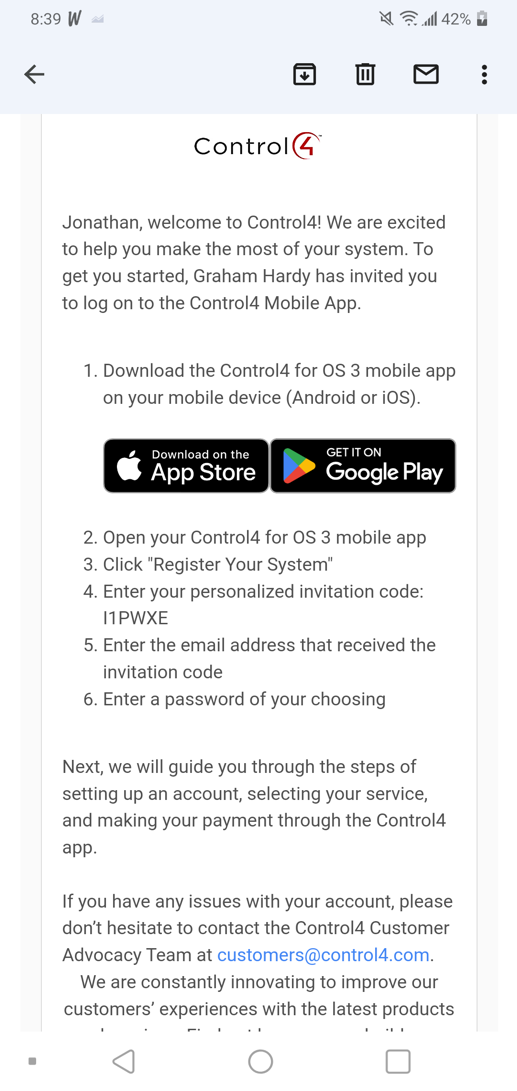 8:39 W 42%
Control4™
Jonathan, welcome to Control4! We are excited
to help you make the most of your system. To
get you started, Graham Hardy has invited you
to log on to the Control4 Mobile App.
1. Download the Control4 for OS 3 mobile app
on your mobile device (Android or iOS).
Download on the
App Store
GET IT ON
Google Play
2. Open your Control4 for OS 3 mobile app
3. Click "Register Your System"
4. Enter your personalized invitation code:
I1PWXE
5. Enter the email address that received the
invitation code
6. Enter a password of your choosing
Next, we will guide you through the steps of
setting up an account, selecting your service,
and making your payment through the Control4
app.
If you have any issues with your account, please
don’t hesitate to contact the Control4 Customer
Advocacy Team at customers@control4.com.
We are constantly innovating to improve our
customers’ experiences with the latest products